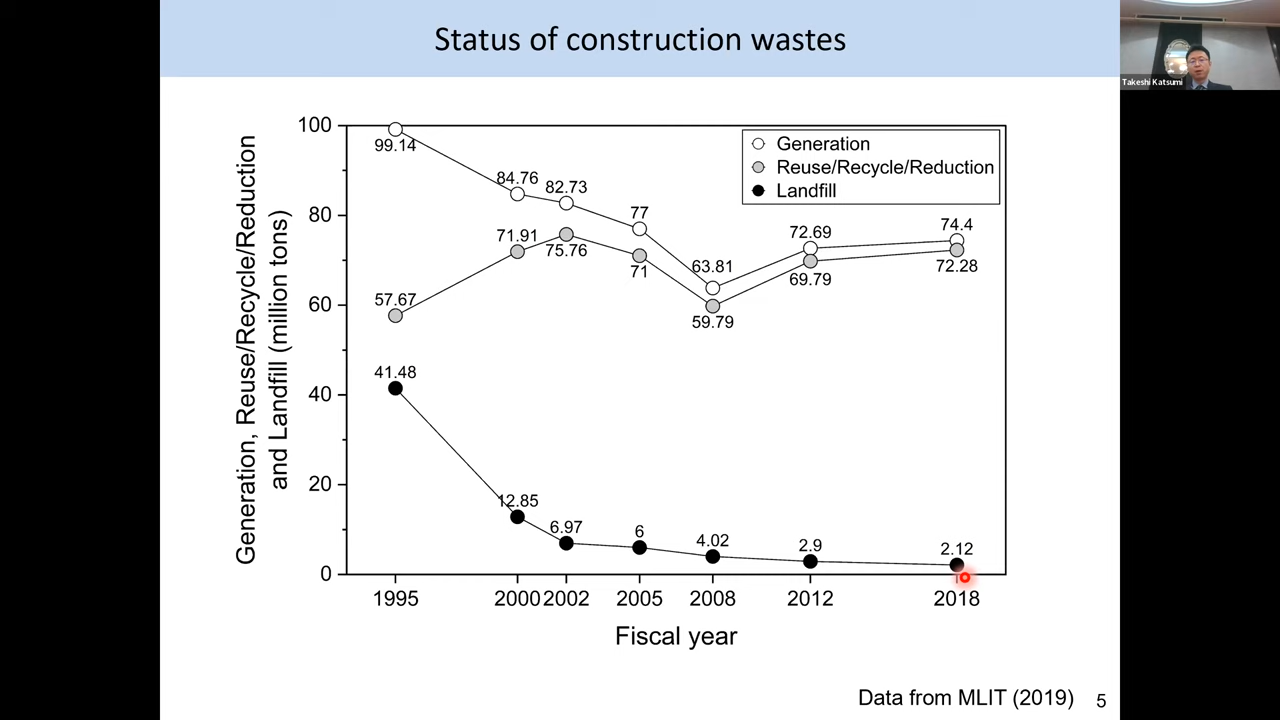 Status of construction wastes
Takeshi Katsumi
Generation, Reuse/Recycle/Reduction
and Landfill (million tons)
100
80
60
40
20
0
Generation
Reuse/Recycle/Reduction
Landfill
99.14
84.76
82.73
77
63.81
72.69
74.4
57.67
71.91
75.76
71
59.79
69.79
72.28
41.48
12.85
6.97
6
4.02
2.9
2.12
1995 2000 2002 2005 2008 2012 2018
Fiscal year
Data from MLIT (2019)
5